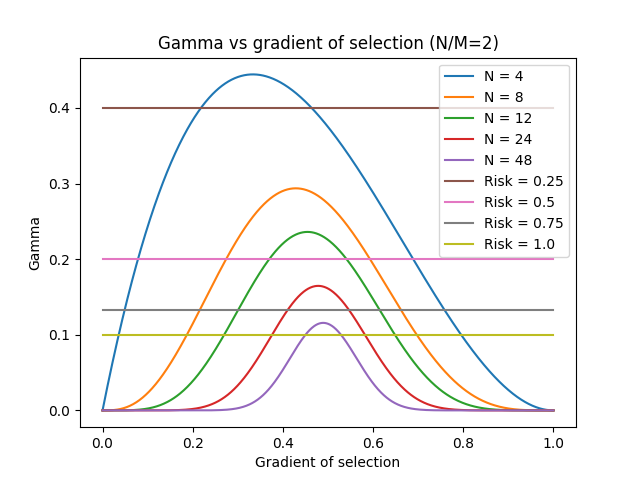 Gamma vs gradient of selection (N/M=2)
N = 4
N = 8
N = 12
N = 24
N = 48
Risk = 0.25
Risk = 0.5
Risk = 0.75
Risk = 1.0
Gamma
0.4
0.3
0.2
0.1
0.0
0.0 0.2 0.4 0.6 0.8 1.0
Gradient of selection